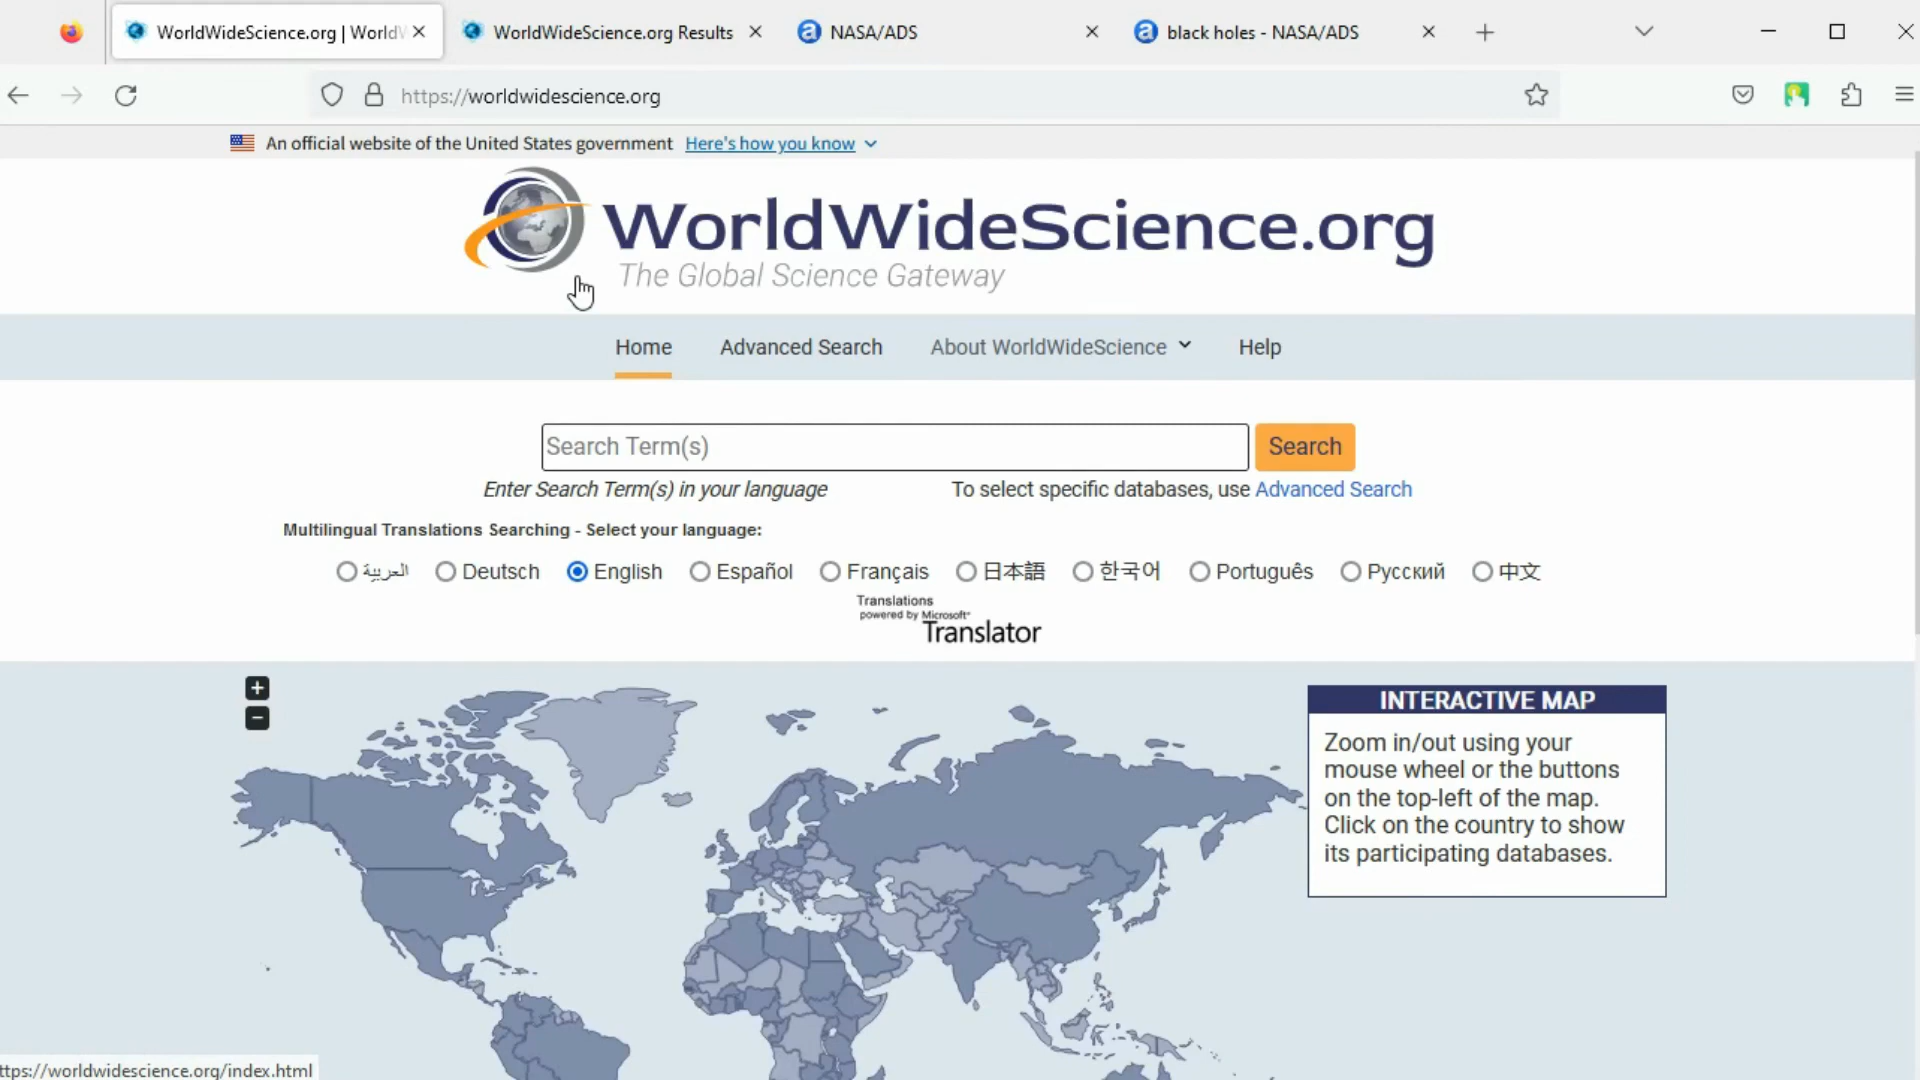 WorldWideScience.org | WorldW
WorldWideScience.org Results
NASA/ADS
black holes - NASA/ADS
https://worldwidescience.org
An official website of the United States government Here's how you know
WorldWideScience.org
The Global Science Gateway
Home Advanced Search About WorldWideScience Help
Search Term(s) Search
Enter Search Term(s) in your language To select specific databases, use Advanced Search
Multilingual Translations Searching - Select your language:
العربية Deutsch English Español Français 日本語 한국어 Português Русский 中文
Translations
powered by Microsoft®
Translator
+
−
INTERACTIVE MAP
Zoom in/out using your
mouse wheel or the buttons
on the top-left of the map.
Click on the country to show
its participating databases.
ttps://worldwidescience.org/index.html